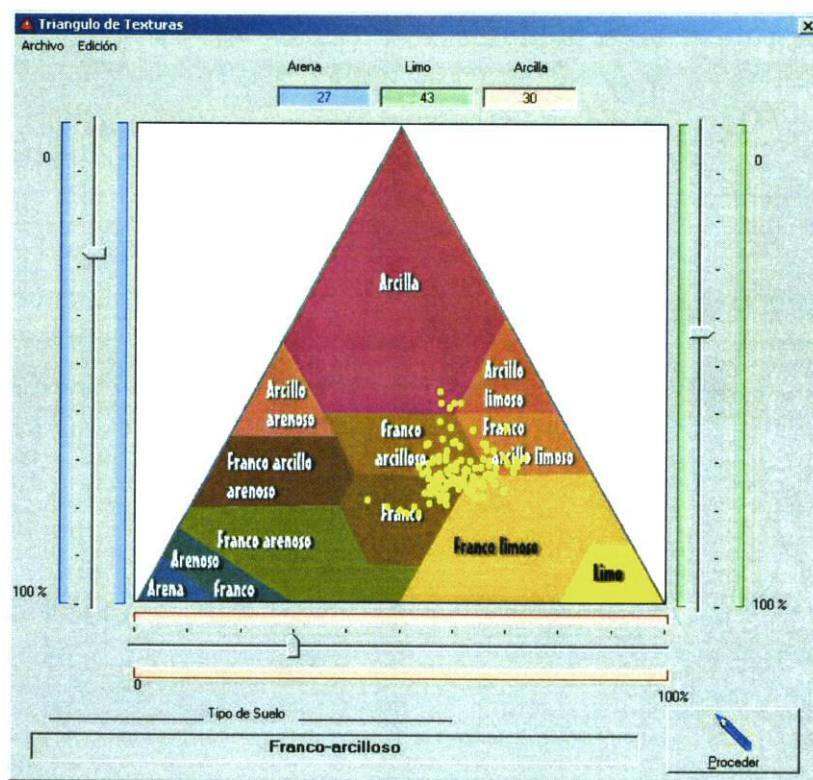 Triangulo de Texturas
Archivo Edición
Arena Limo Arcilla
27 43 30
0 0
Arcilla
Arcillo
arenoso
Arcillo
limoso
Franco
arcilloso
Franco
arcillo limoso
Franco arcillo
arenoso
Franco
Franco arenoso
Franco limoso
Arenoso
Franco
Arena
Limo
100 % 100 %
0 100%
Tipo de Suelo
Franco-arcilloso
Proceder